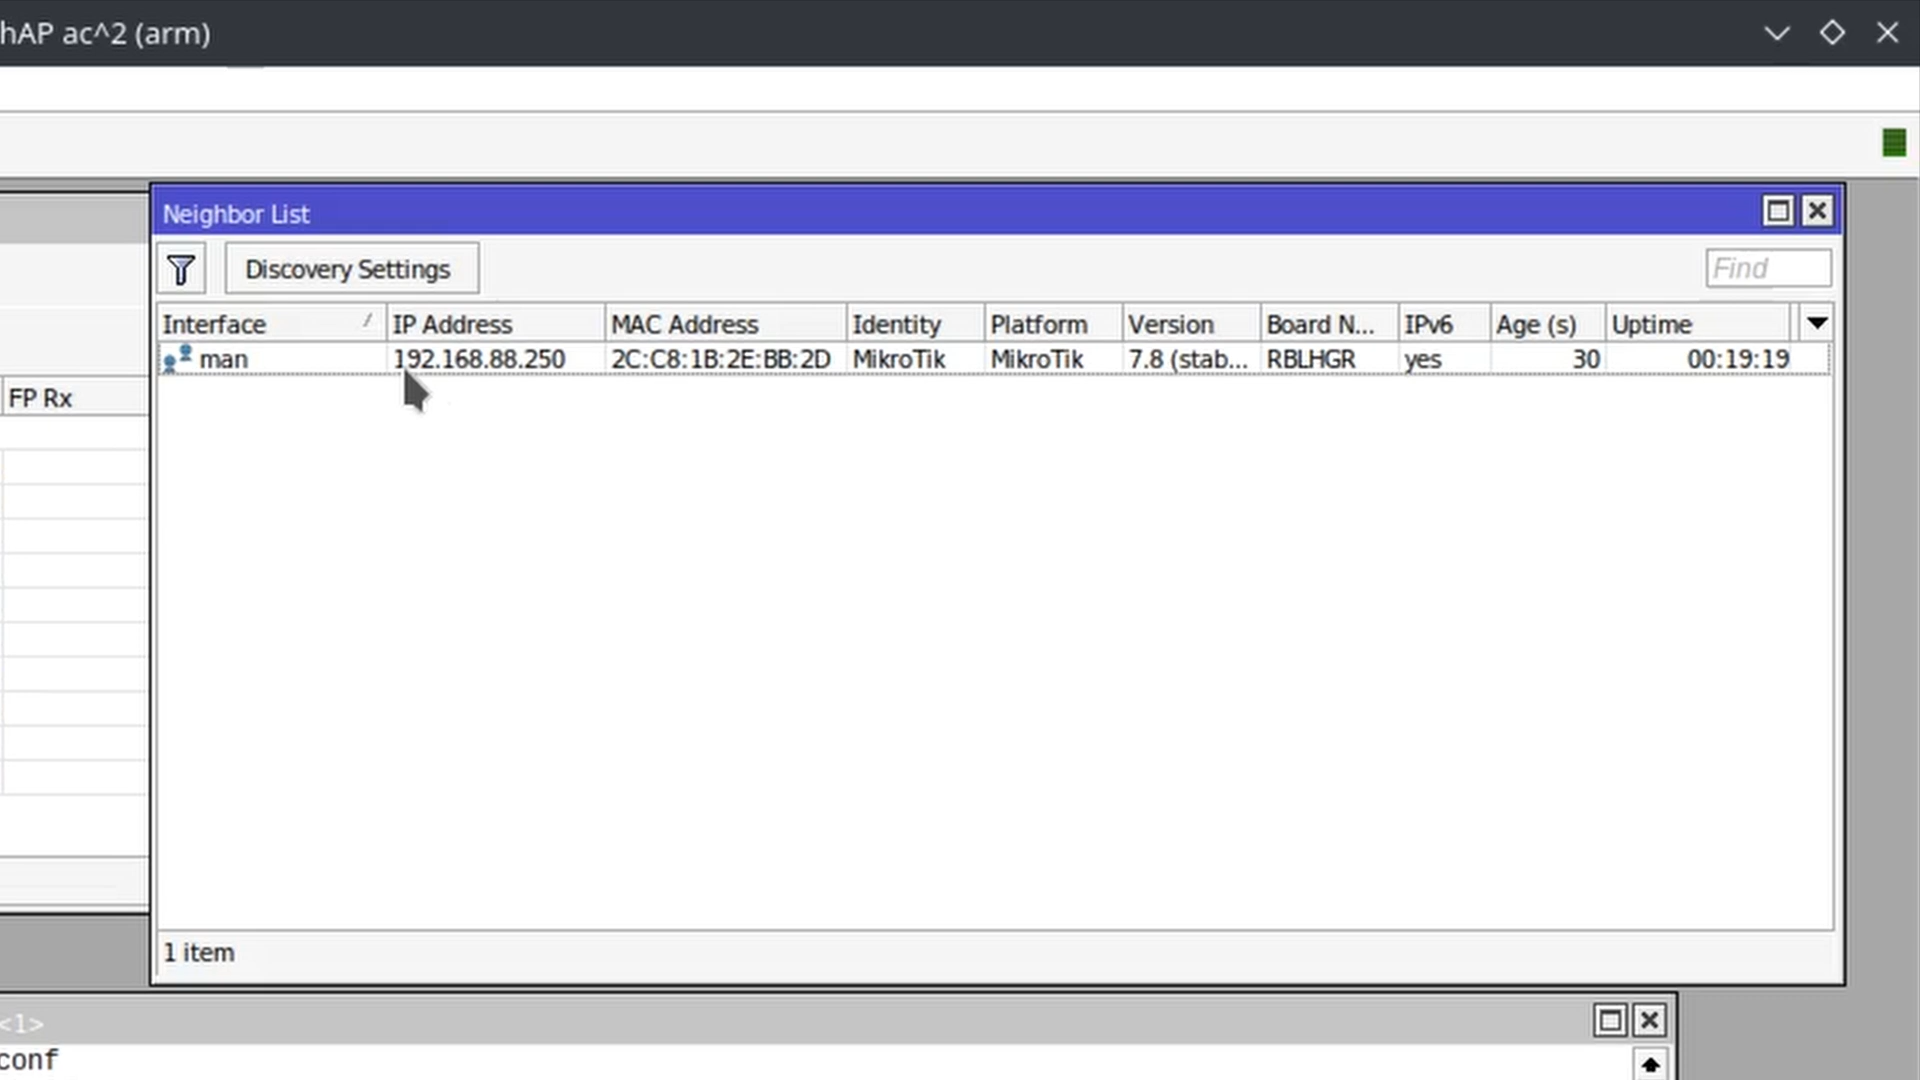 hAP ac^2 (arm)
Neighbor List
Discovery Settings
Find
Interface IP Address MAC Address Identity Platform Version Board N... IPv6 Age (s) Uptime
man 192.168.88.250 2C:C8:1B:2E:BB:2D MikroTik MikroTik 7.8 (stab... RBLHGR yes 30 00:19:19
FP Rx
1 item
<1>
conf